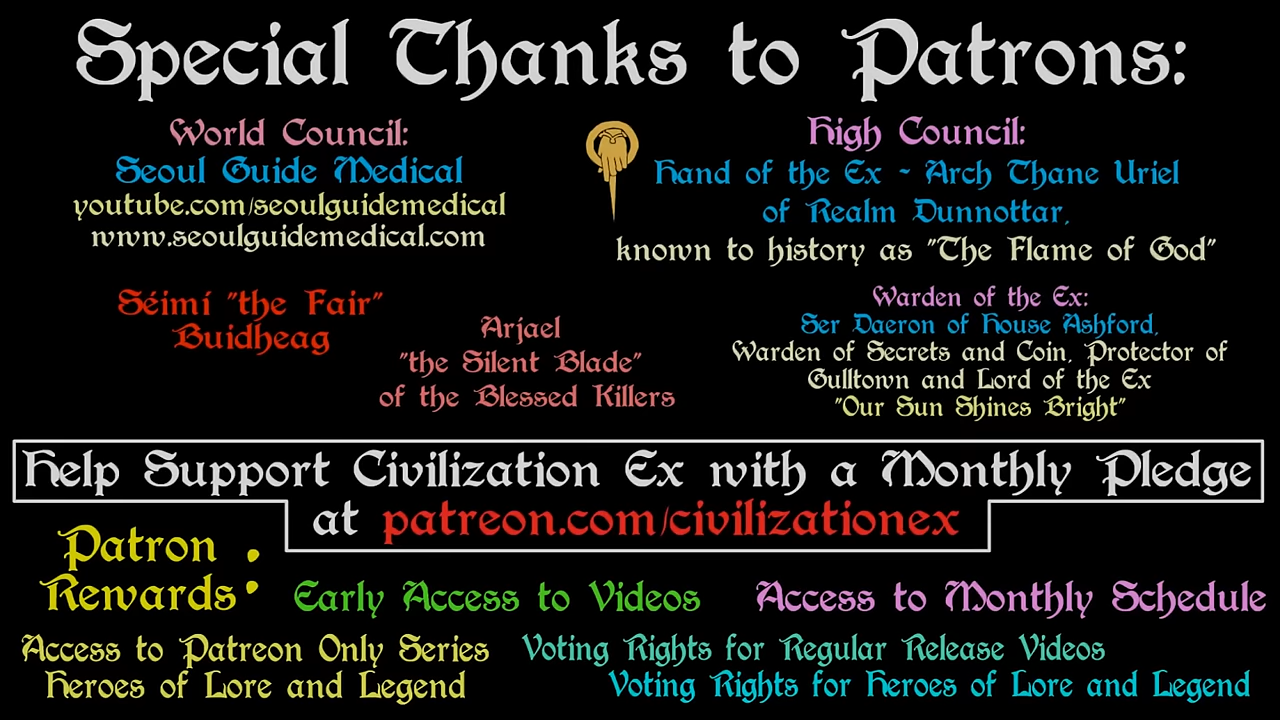 Special Thanks to Patrons:
World Council:
Seoul Guide Medical
youtube.com/seoulguidemedical
www.seoulguidemedical.com
High Council:
Hand of the Ex - Arch Thane Uriel
of Realm Dunnottar,
known to history as "The Flame of God"
Séimí "the Fair"
Buidheag
Arjael
"the Silent Blade"
of the Blessed Killers
Warden of the Ex:
Ser Daeron of House Ashford,
Warden of Secrets and Coin, Protector of
Gulltown and Lord of the Ex
"Our Sun Shines Bright"
Help Support Civilization Ex with a Monthly Pledge
at patreon.com/civilizationex
Patron
Rewards:
Early Access to Videos
Access to Monthly Schedule
Access to Patreon Only Series
Heroes of Lore and Legend
Voting Rights for Regular Release Videos
Voting Rights for Heroes of Lore and Legend